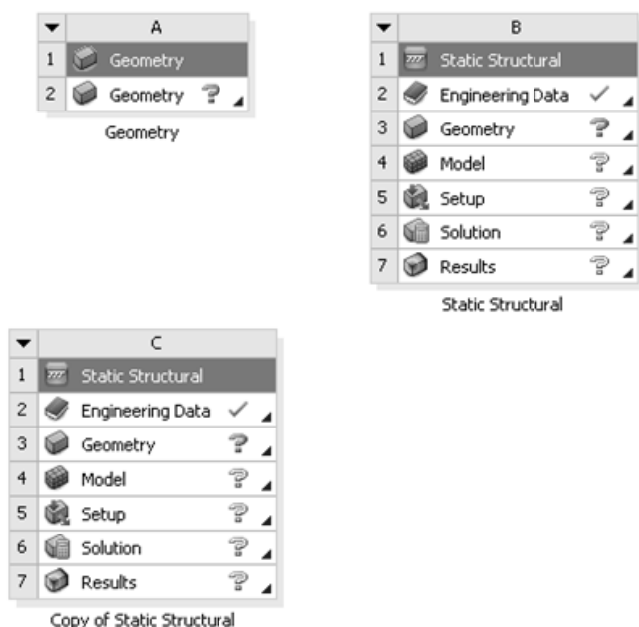 A
1 Geometry
2 Geometry ?
Geometry
B
1 Static Structural
2 Engineering Data ✓
3 Geometry ?
4 Model ?
5 Setup ?
6 Solution ?
7 Results ?
Static Structural
C
1 Static Structural
2 Engineering Data ✓
3 Geometry ?
4 Model ?
5 Setup ?
6 Solution ?
7 Results ?
Copy of Static Structural